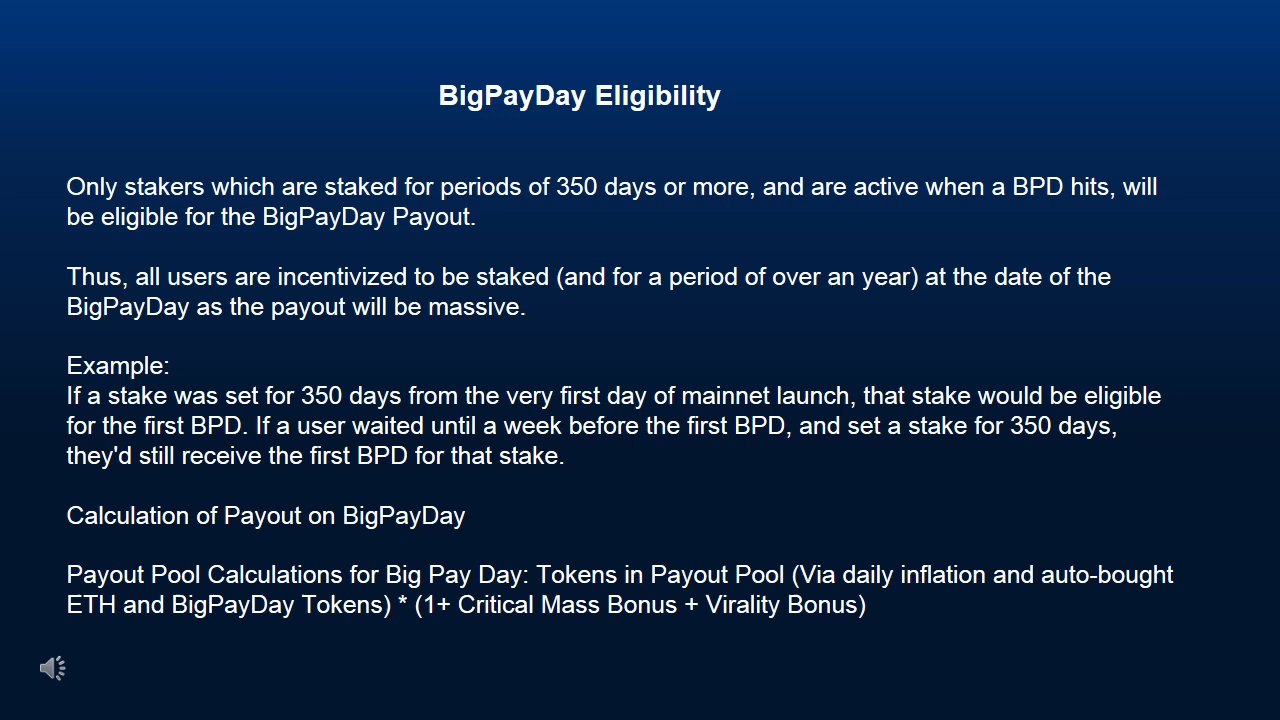 BigPayDay Eligibility
Only stakers which are staked for periods of 350 days or more, and are active when a BPD hits, will
be eligible for the BigPayDay Payout.
Thus, all users are incentivized to be staked (and for a period of over an year) at the date of the
BigPayDay as the payout will be massive.
Example:
If a stake was set for 350 days from the very first day of mainnet launch, that stake would be eligible
for the first BPD. If a user waited until a week before the first BPD, and set a stake for 350 days,
they'd still receive the first BPD for that stake.
Calculation of Payout on BigPayDay
Payout Pool Calculations for Big Pay Day: Tokens in Payout Pool (Via daily inflation and auto-bought
ETH and BigPayDay Tokens) * (1+ Critical Mass Bonus + Virality Bonus)